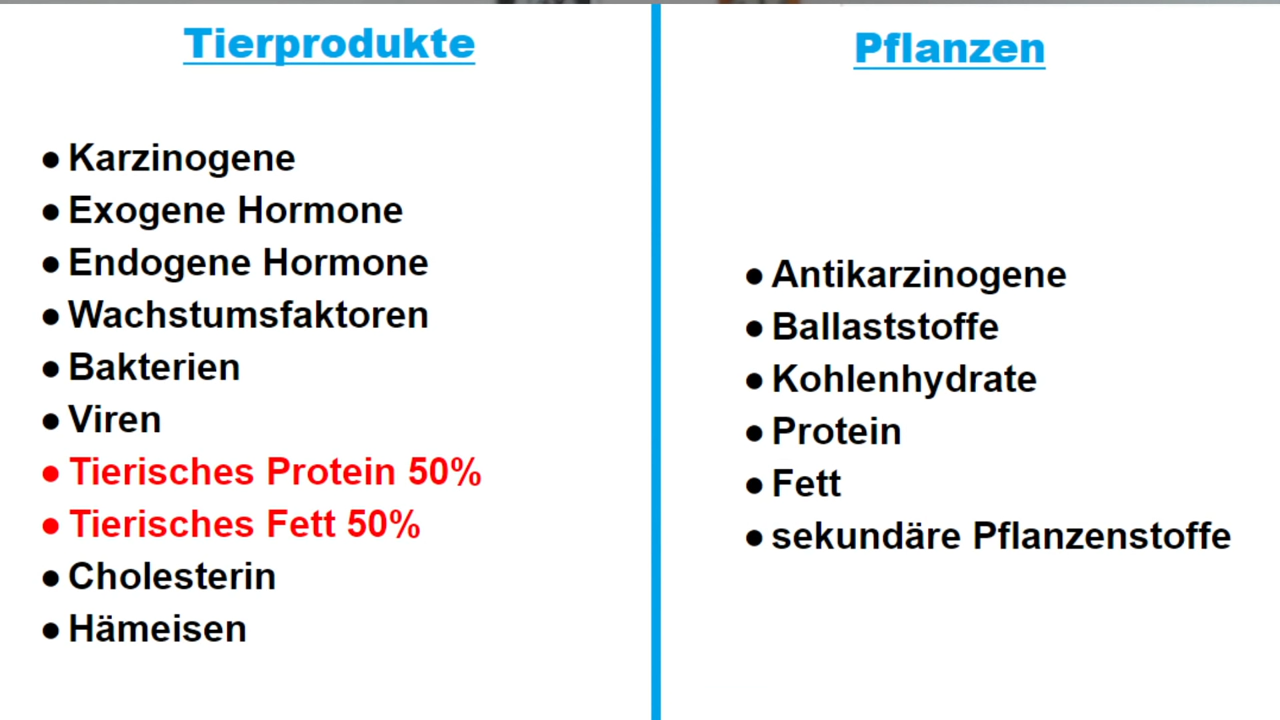 Tierprodukte
● Karzinogene
● Exogene Hormone
● Endogene Hormone
● Wachstumsfaktoren
● Bakterien
● Viren
● Tierisches Protein 50%
● Tierisches Fett 50%
● Cholesterin
● Hämeisen
Pflanzen
● Antikarzinogene
● Ballaststoffe
● Kohlenhydrate
● Protein
● Fett
● sekundäre Pflanzenstoffe